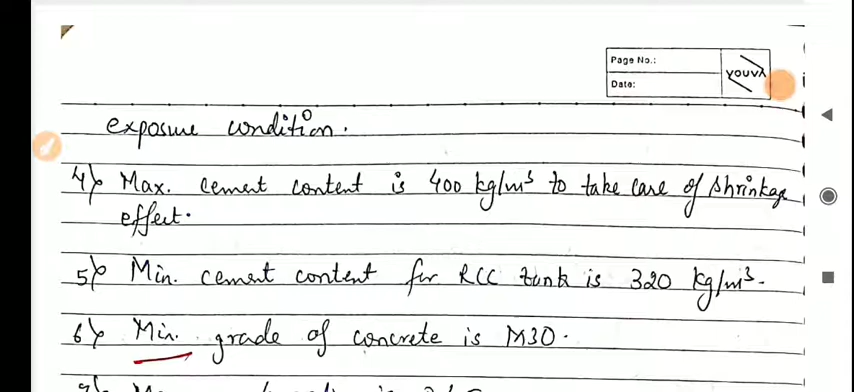 Page No.:
Date:
YOUVA
exposure condition.
4) Max. cement content is 400 kg/m³ to take care of shrinkage
effect.
5) Min. cement content for RCC tank is 320 kg/m³.
6) Min. grade of concrete is M30.